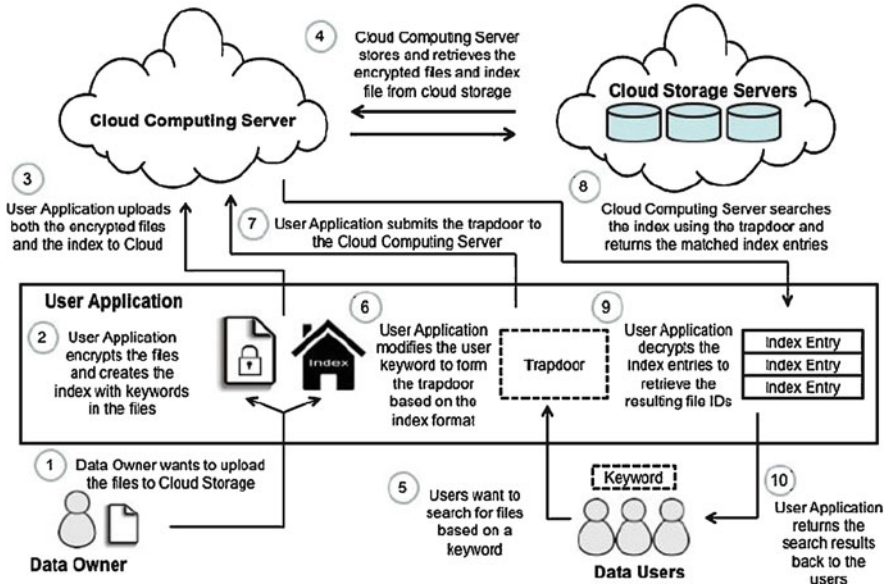 4
Cloud Computing Server
stores and retrieves the
encrypted files and index
file from cloud storage
Cloud Computing Server
Cloud Storage Servers
3
User Application uploads
both the encrypted files
and the index to Cloud
7
User Application submits the trapdoor to
the Cloud Computing Server
8
Cloud Computing Server searches
the index using the trapdoor and
returns the matched index entries
User Application
2
User Application
encrypts the files
and creates the
index with keywords
in the files
Index
6
User Application
modifies the user
keyword to form
the trapdoor
based on the
index format
Trapdoor
9
User Application
decrypts the
Index entries to
retrieve the
resulting file IDs
Index Entry
Index Entry
Index Entry
1
Data Owner wants to upload
the files to Cloud Storage
Data Owner
5
Users want to
search for files
based on a
keyword
Keyword
Data Users
10
User Application
returns the
search results
back to the
users